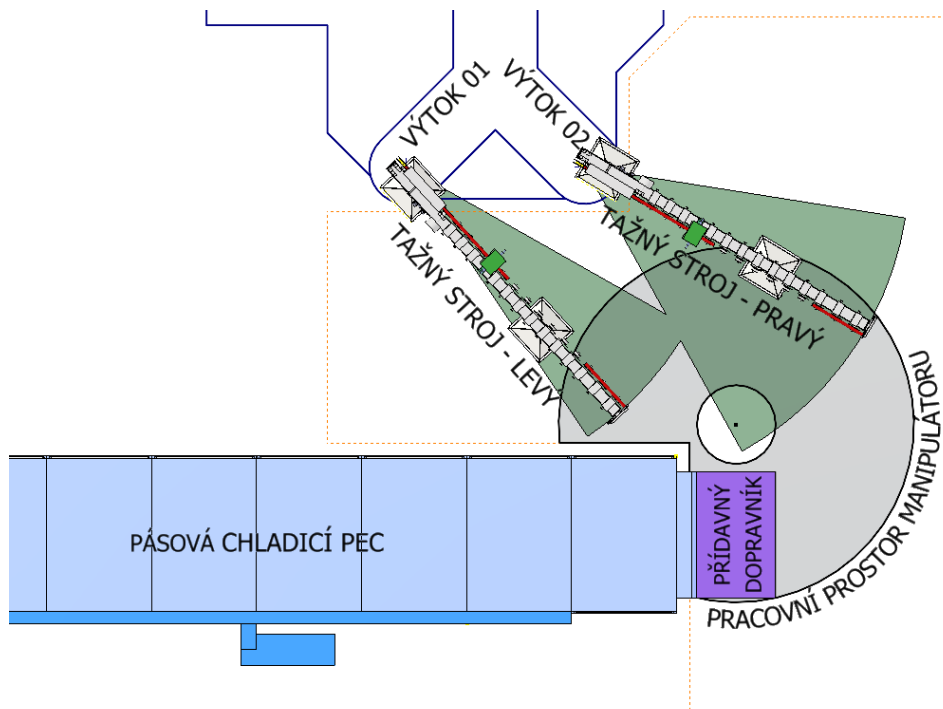 VÝTOK 01
VÝTOK 02
TAŽNÝ STROJ - LEVÝ
TAŽNÝ STROJ - PRAVÝ
PÁSOVÁ CHLADICÍ PEC
PŘÍDAVNÝ
DOPRAVNÍK
PRACOVNÍ PROSTOR MANIPULÁTORU